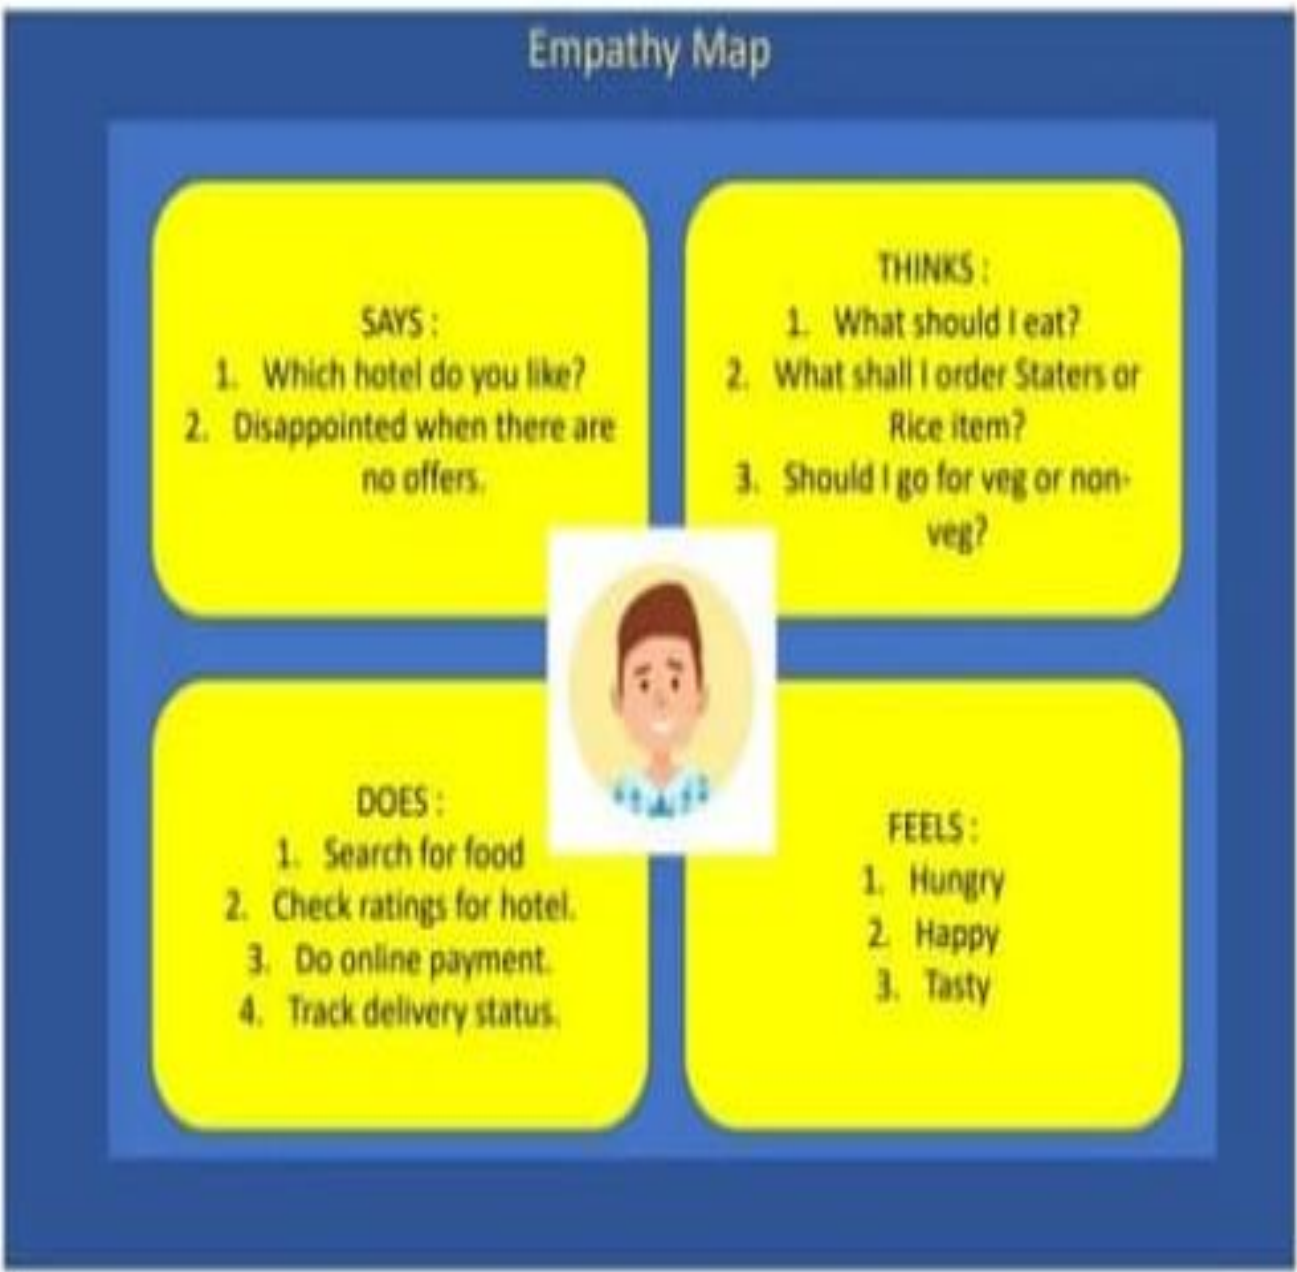 Empathy Map
SAYS :
1. Which hotel do you like?
2. Disappointed when there are
no offers.
THINKS :
1. What should I eat?
2. What shall I order Staters or
Rice item?
3. Should I go for veg or non-
veg?
DOES :
1. Search for food
2. Check ratings for hotel.
3. Do online payment.
4. Track delivery status.
FEELS :
1. Hungry
2. Happy
3. Tasty